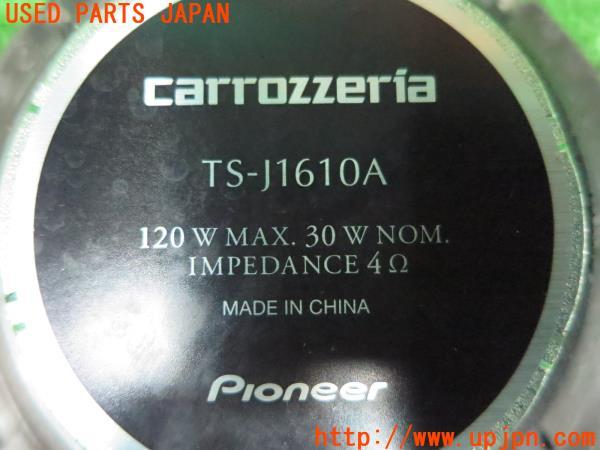 USED PARTS JAPAN
carrozzeria
TS-J1610A
120 W MAX. 30 W NOM.
IMPEDANCE 4 Ω
MADE IN CHINA
Pioneer
http://www.upjpn.com